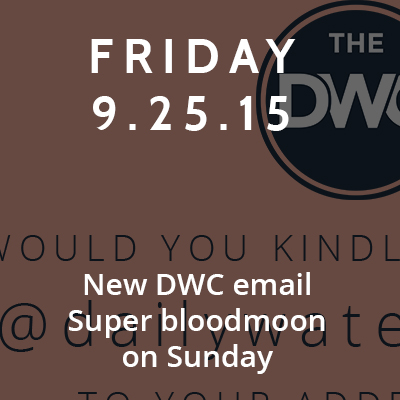 FRIDAY
9.25.15
THE
DWC
WOULD YOU KINDL
New DWC email
@dailywate
Super bloodmoon
on Sunday
TO YOUR ADDR